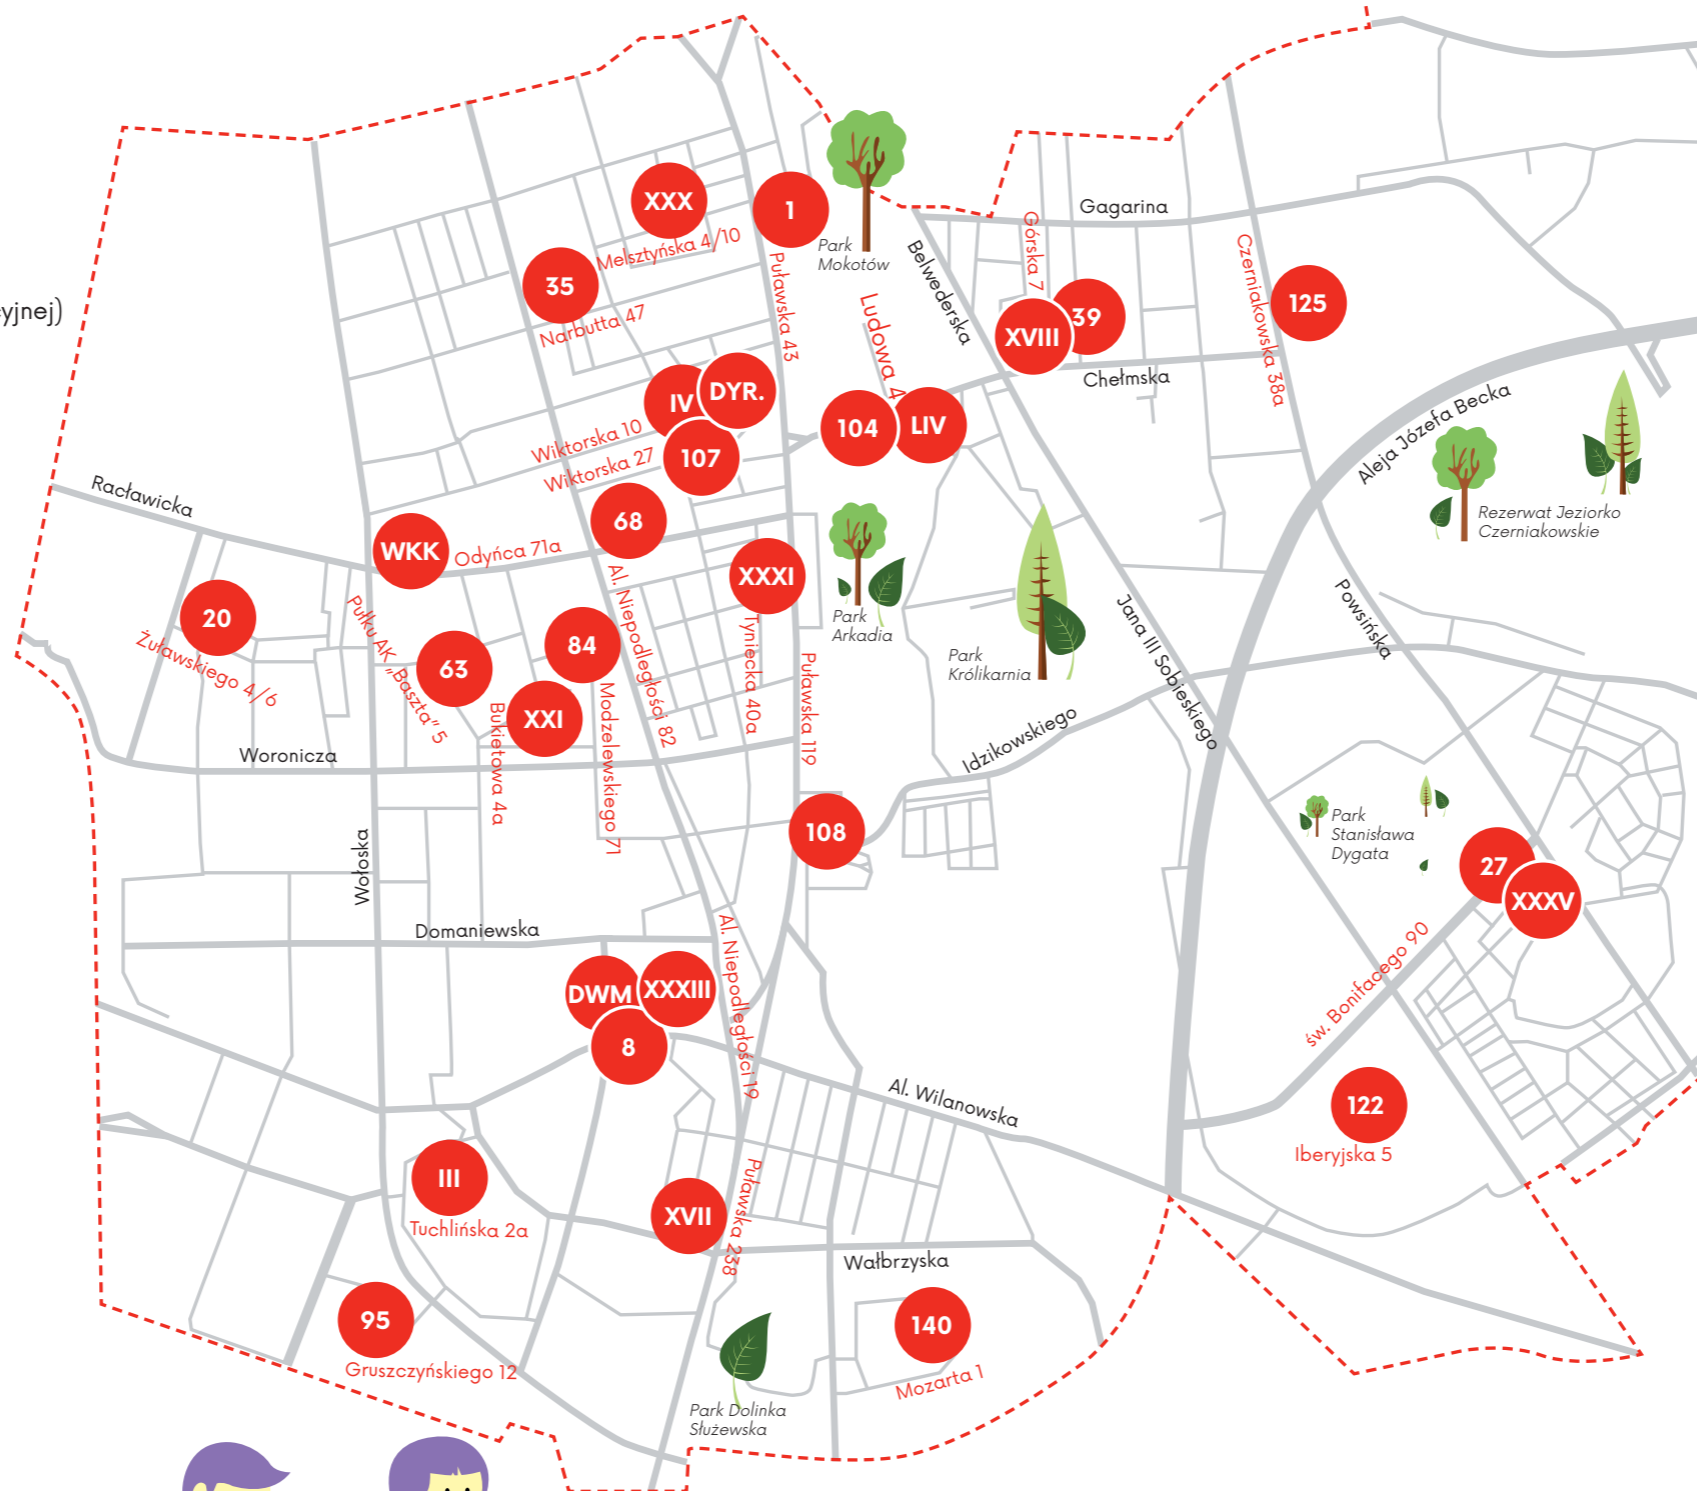 yjnej)
XXX
Melsztyńska 4/10
1
Park
Mokotów
35
Narbutta 47
Puławska 43
Ludowa 4
Belwederska
Gagarina
Górska 7
XVIII
39
Chełmska
Czerniakowska 38a
125
Aleja Józefa Becka
Rezerwat Jeziorko
Czerniakowskie
IV
DYR.
Wiktorska 10
Wiktorska 27
107
104
LIV
Racławicka
WKK
Odyńca 71a
68
XXXI
Tyniecka 40a
Park
Arkadia
Park
Królikarnia
20
Żuławskiego 4/6
Pułku AK „Baszta” 5
63
84
XXI
Bukietowa 4a
Modzelewskiego 71
Al. Niepodległości 82
Puławska 119
Jana III Sobieskiego
Powsińska
Idzikowskiego
Woronicza
Wołoska
108
Park
Stanisława
Dygata
27
XXXV
św. Bonifacego 90
Domaniewska
DWM
XXXIII
8
Al. Niepodległości 19
Al. Wilanowska
122
Iberyjska 5
III
Tuchlińska 2a
XVII
Puławska 238
Wałbrzyska
95
Gruszczyńskiego 12
140
Mozarta 1
Park Dolinka
Służewska